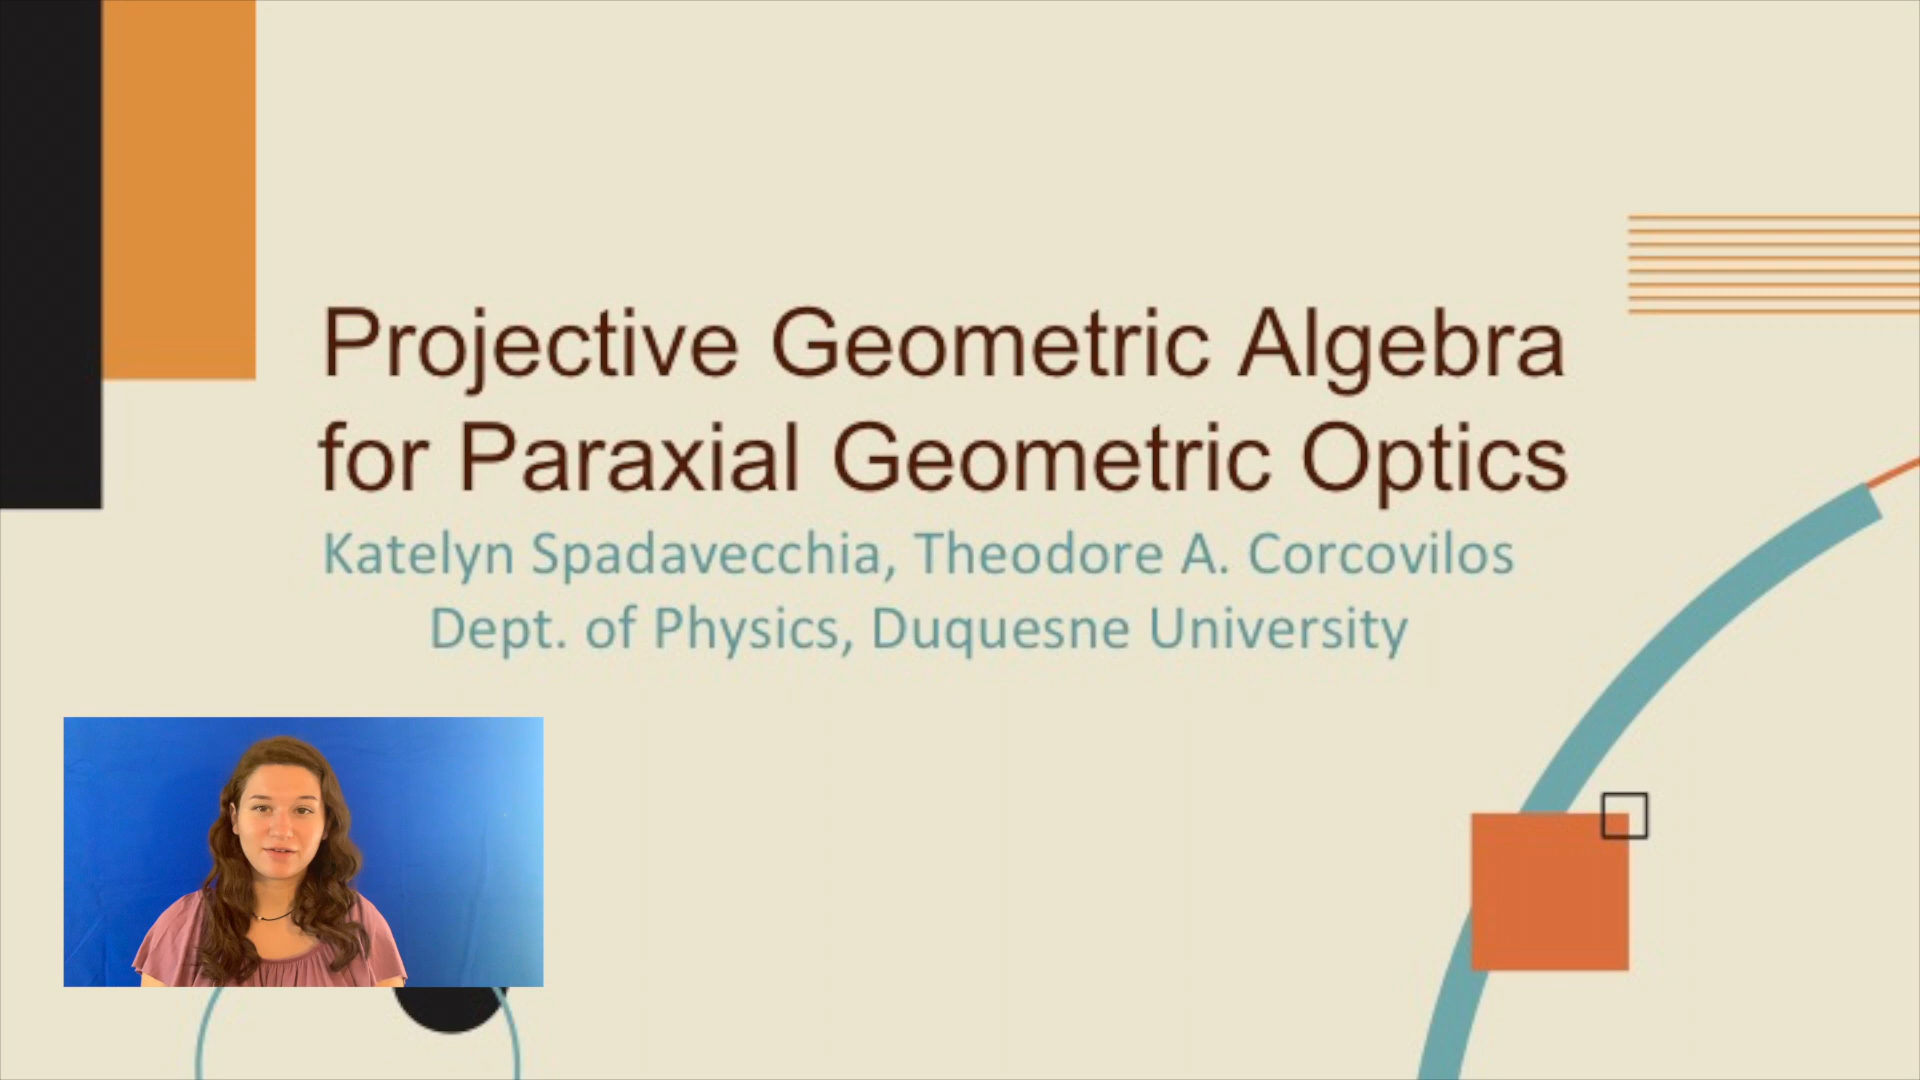 Projective Geometric Algebra
for Paraxial Geometric Optics
Katelyn Spadavecchia, Theodore A. Corcovilos
Dept. of Physics, Duquesne University